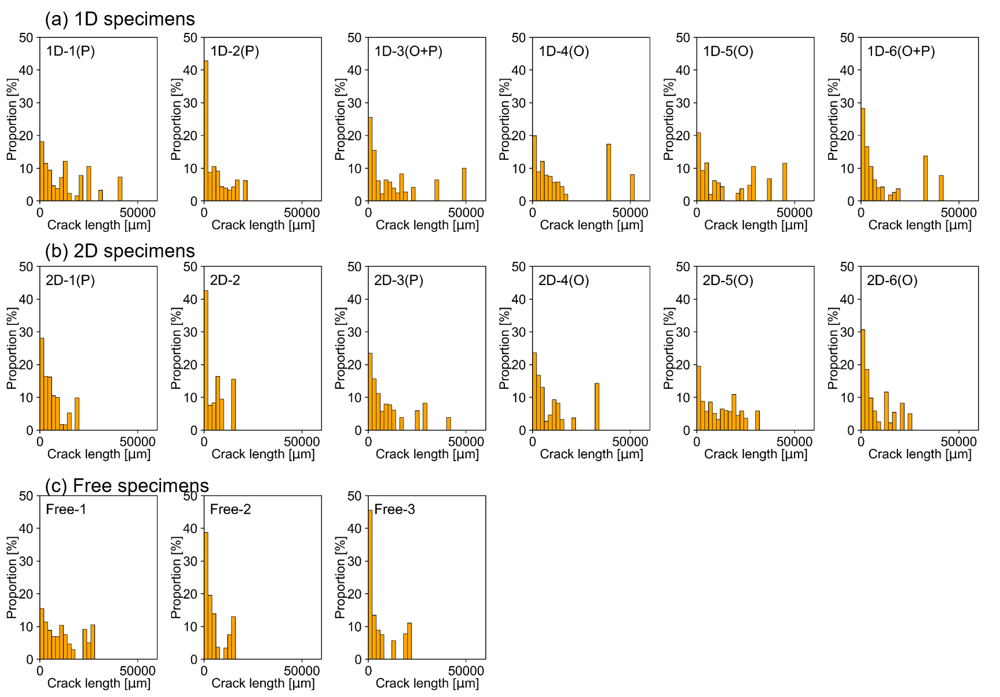 (a) 1D specimens
50 40 30 20 10 0
Proportion [%]
1D-1(P)
0 50000
Crack length [µm]
50 40 30 20 10 0
Proportion [%]
1D-2(P)
0 50000
Crack length [µm]
50 40 30 20 10 0
Proportion [%]
1D-3(O+P)
0 50000
Crack length [µm]
50 40 30 20 10 0
Proportion [%]
1D-4(O)
0 50000
Crack length [µm]
50 40 30 20 10 0
Proportion [%]
1D-5(O)
0 50000
Crack length [µm]
50 40 30 20 10 0
Proportion [%]
1D-6(O+P)
0 50000
Crack length [µm]
(b) 2D specimens
50 40 30 20 10 0
Proportion [%]
2D-1(P)
0 50000
Crack length [µm]
50 40 30 20 10 0
Proportion [%]
2D-2
0 50000
Crack length [µm]
50 40 30 20 10 0
Proportion [%]
2D-3(P)
0 50000
Crack length [µm]
50 40 30 20 10 0
Proportion [%]
2D-4(O)
0 50000
Crack length [µm]
50 40 30 20 10 0
Proportion [%]
2D-5(O)
0 50000
Crack length [µm]
50 40 30 20 10 0
Proportion [%]
2D-6(O)
0 50000
Crack length [µm]
(c) Free specimens
50 40 30 20 10 0
Proportion [%]
Free-1
0 50000
Crack length [µm]
50 40 30 20 10 0
Proportion [%]
Free-2
0 50000
Crack length [µm]
50 40 30 20 10 0
Proportion [%]
Free-3
0 50000
Crack length [µm]